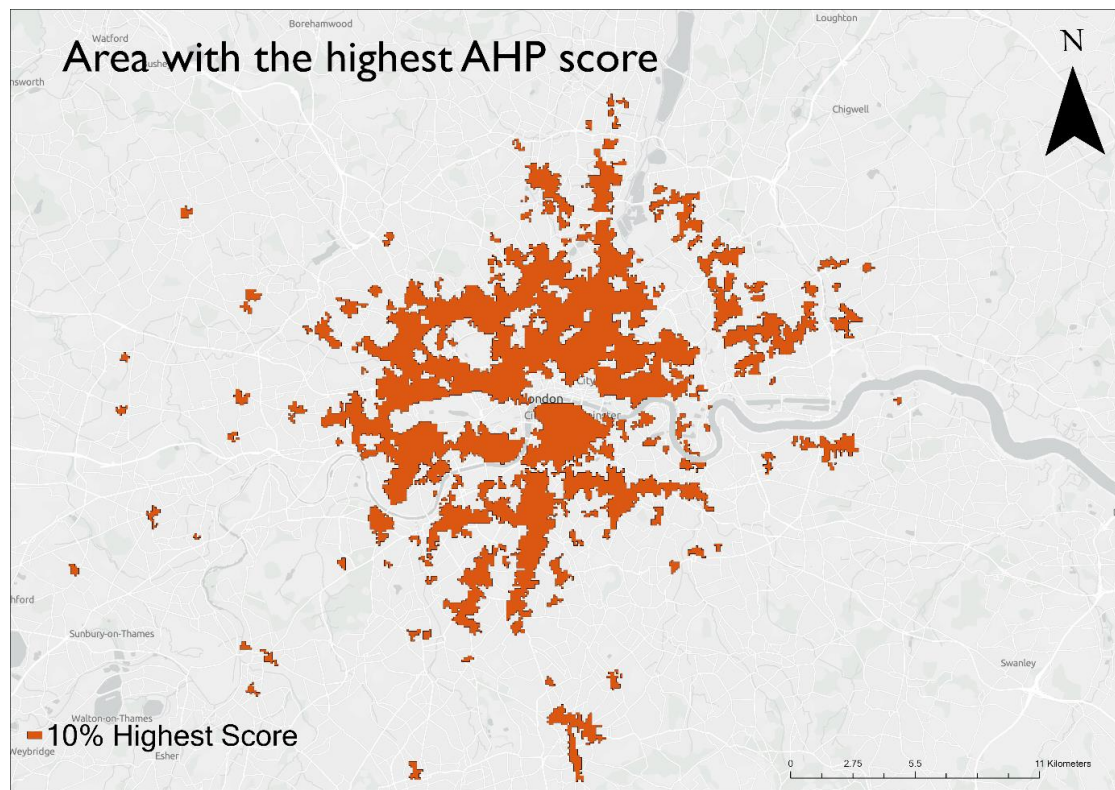 Borehamwood
Loughton
Watford
Area with the highest AHP score
N
Chigwell
City
London
Sunbury-on-Thames
Swanley
Walton-on-Thames
10% Highest Score
Weybridge
Esher
0 2.75 5.5 11 Kilometers